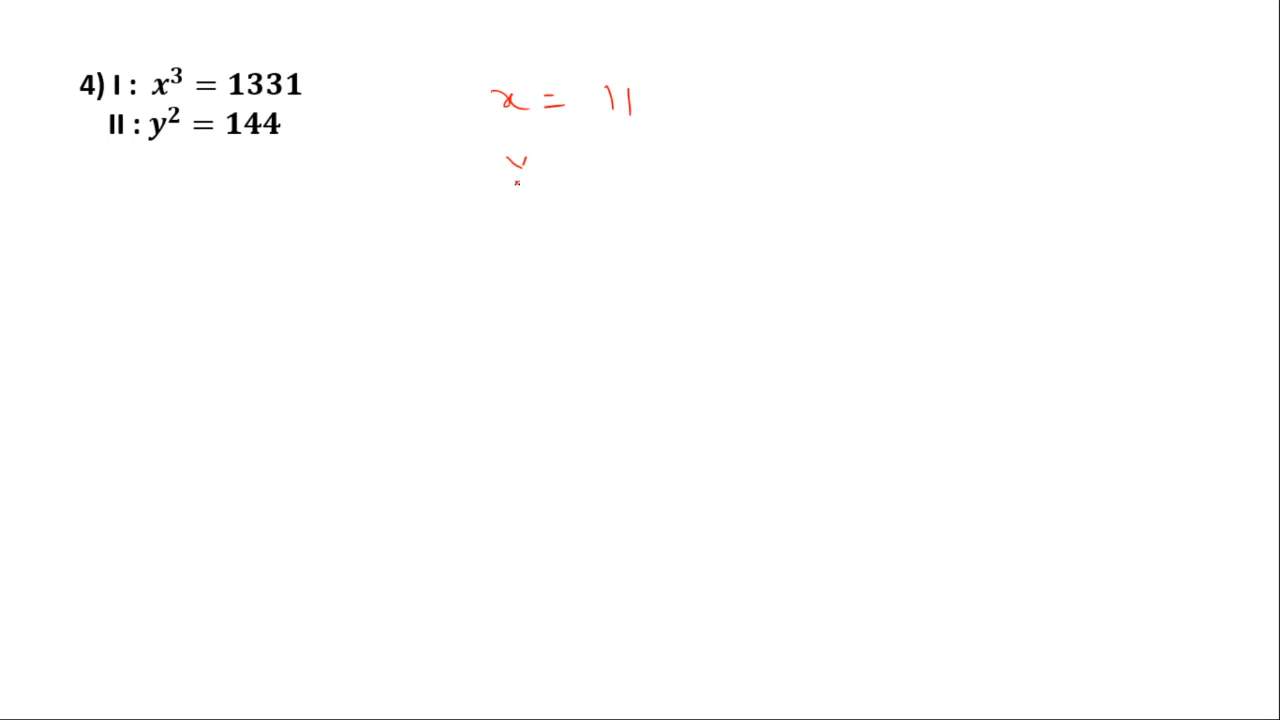 4) I : x³ = 1331
II : y² = 144
x = 11
y